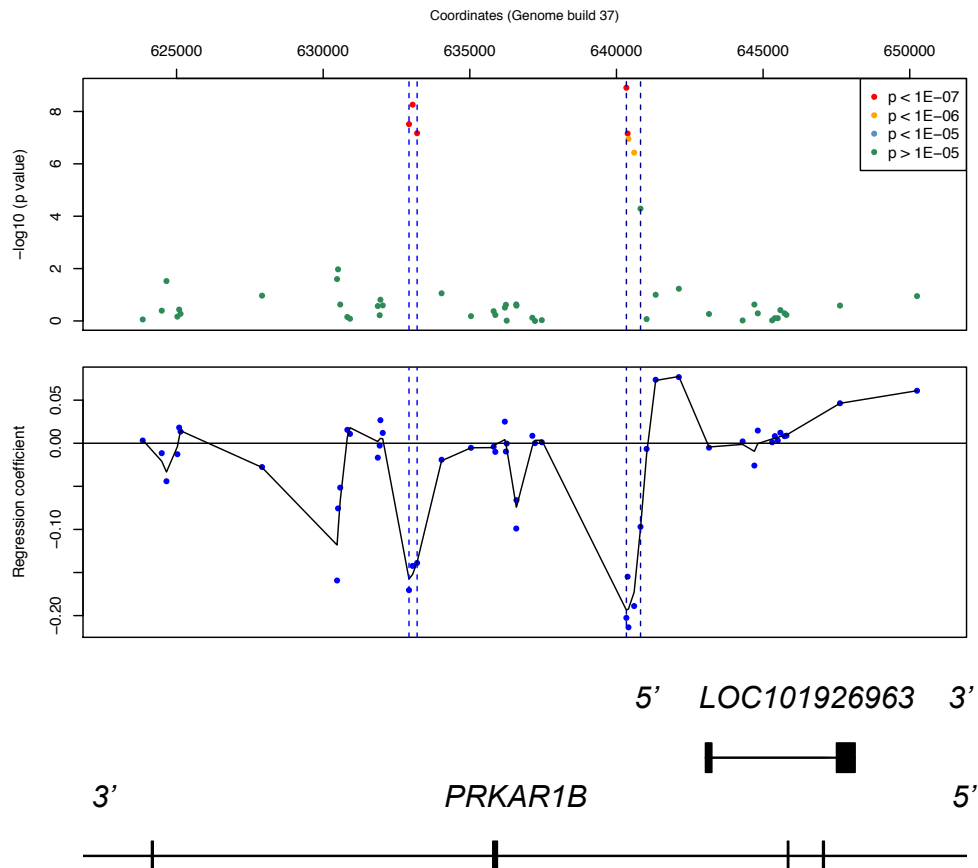 Coordinates (Genome build 37)
625000 630000 635000 640000 645000 650000
−log10 (p value)
8
6
4
2
0
p < 1E−07
p < 1E−06
p < 1E−05
p > 1E−05
Regression coefficient
0.05
0.00
−0.10
−0.20
5’ LOC101926963 3’
3’ PRKAR1B 5’